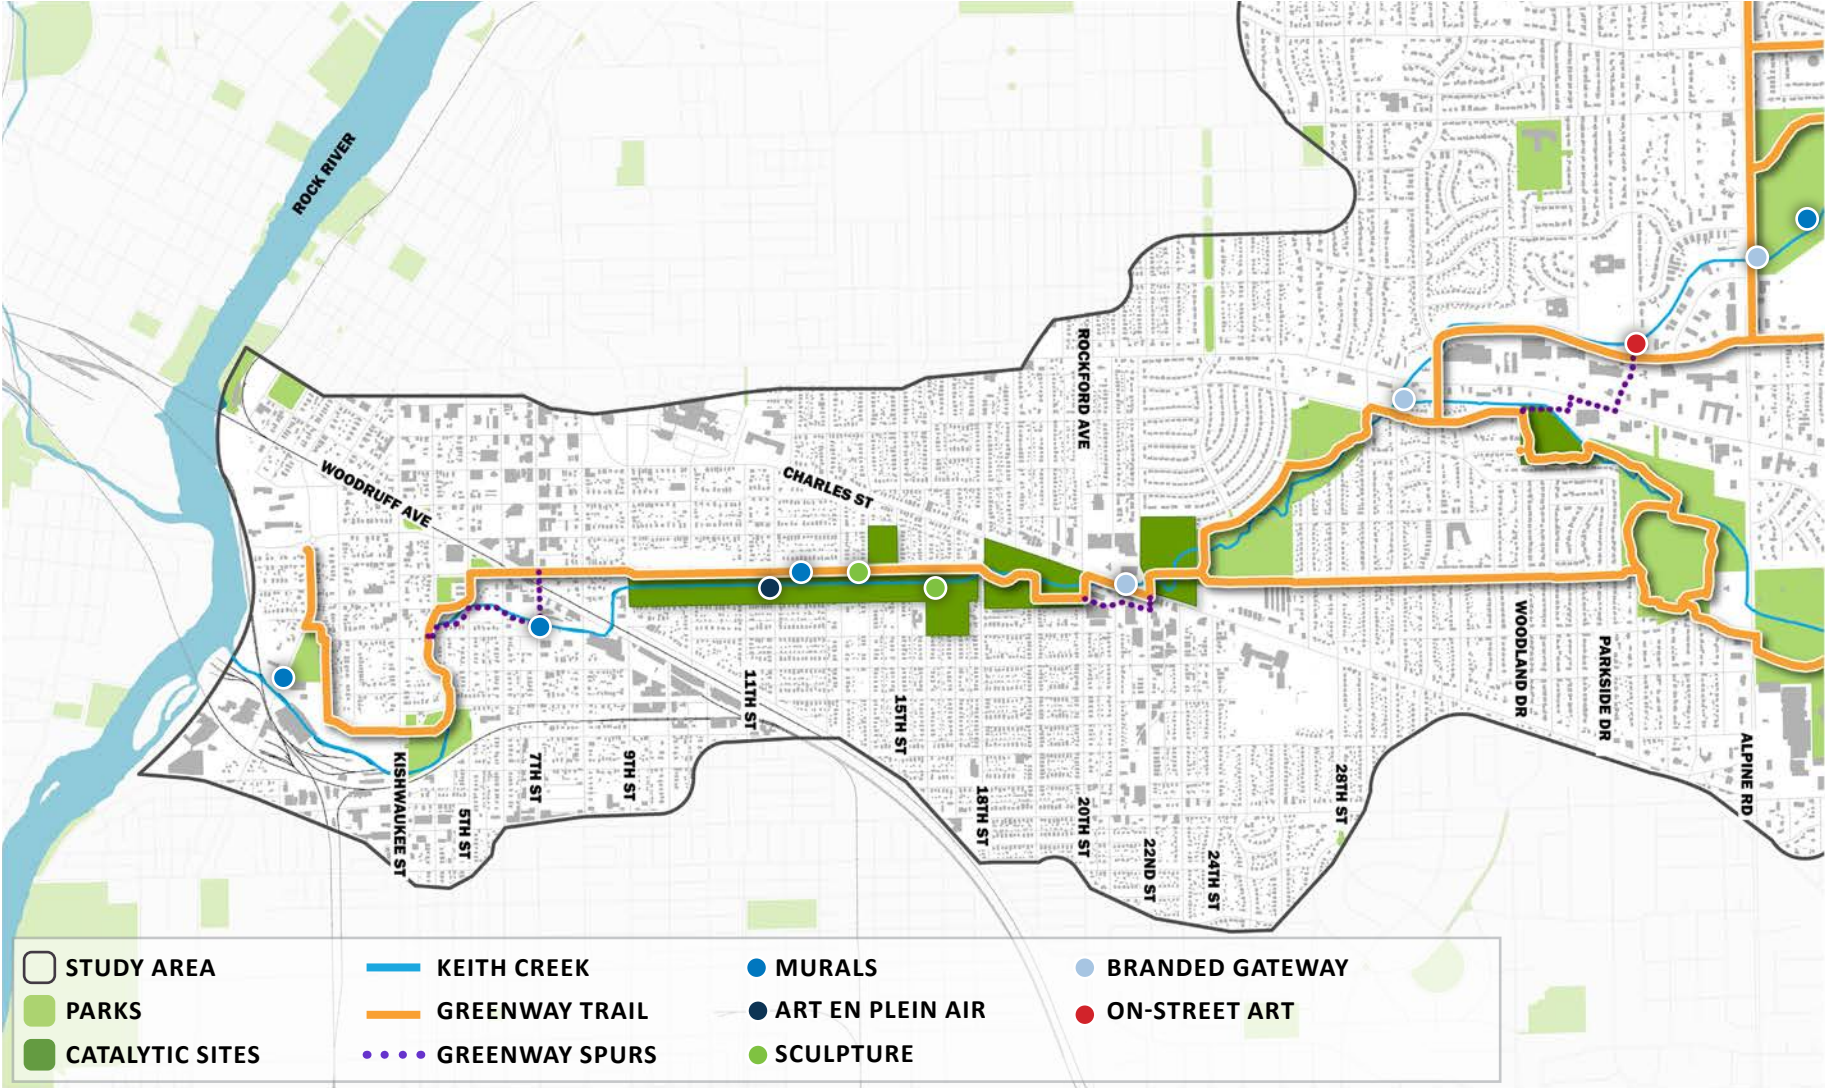 ROCK RIVER
ROCKFORD AVE
WOODRUFF AVE
CHARLES ST
WOODLAND DR
PARKSIDE DR
11TH ST
15TH ST
ALPINE RD
KISHWAUKEE ST
7TH ST
9TH ST
28TH ST
5TH ST
18TH ST
20TH ST
22ND ST
24TH ST
STUDY AREA
PARKS
CATALYTIC SITES
KEITH CREEK
GREENWAY TRAIL
GREENWAY SPURS
MURALS
ART EN PLEIN AIR
SCULPTURE
BRANDED GATEWAY
ON-STREET ART